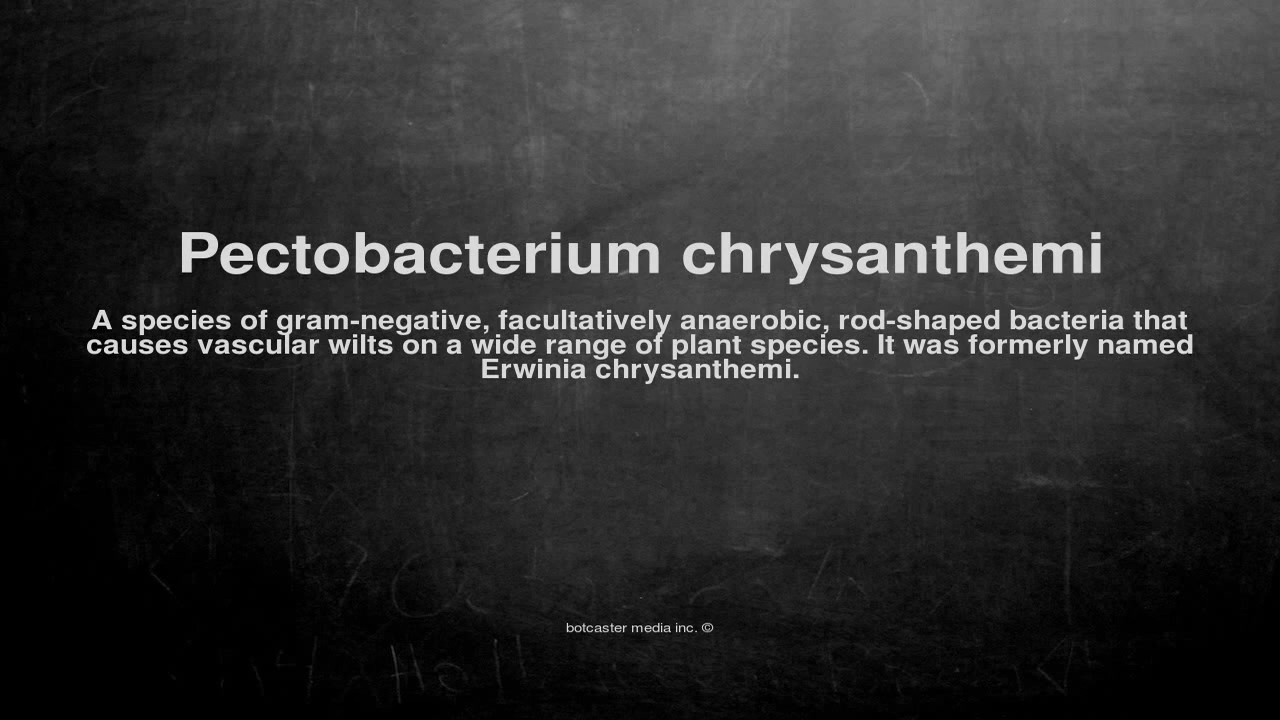 Pectobacterium chrysanthemi
A species of gram-negative, facultatively anaerobic, rod-shaped bacteria that
causes vascular wilts on a wide range of plant species. It was formerly named
Erwinia chrysanthemi.
botcaster media inc. ©